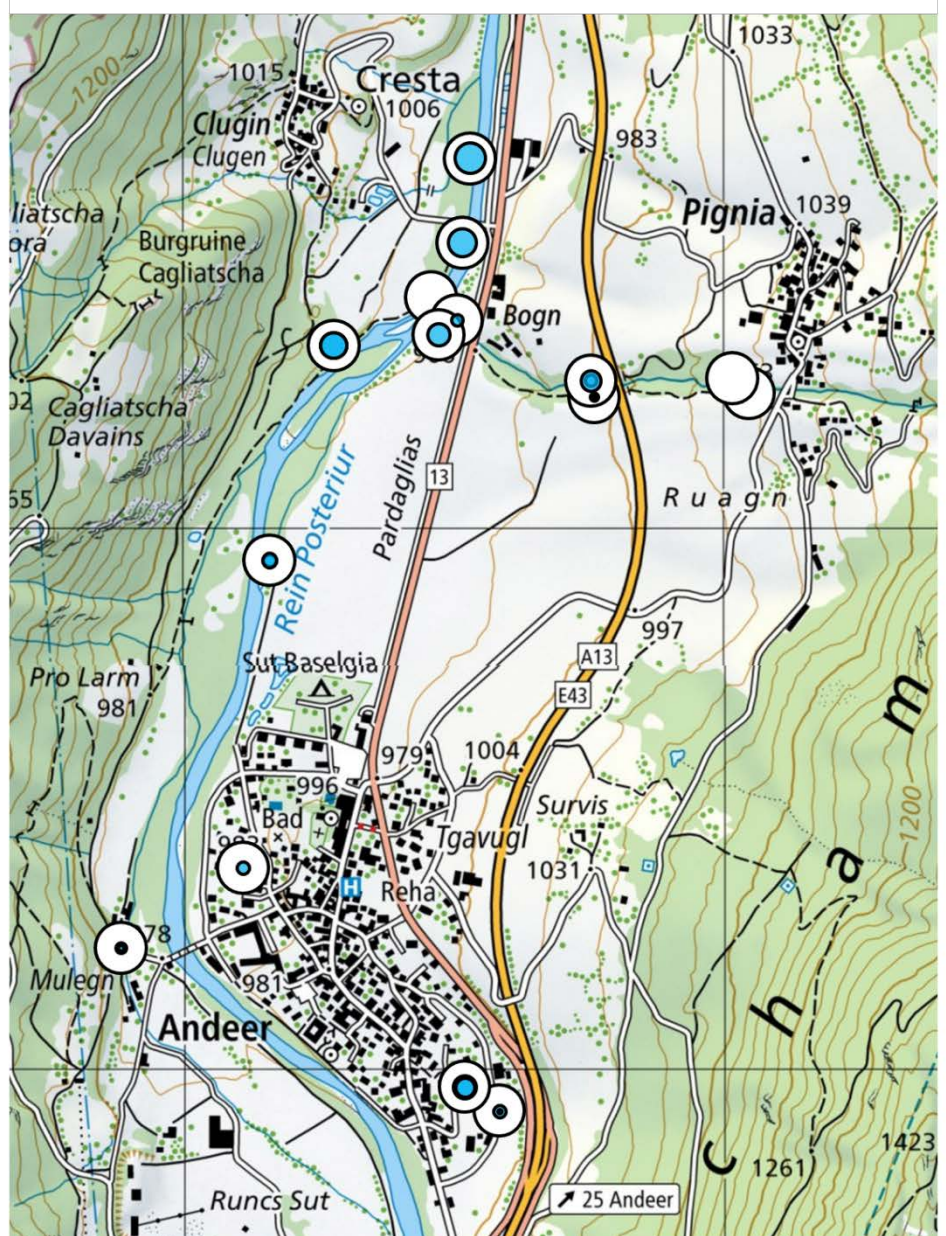 1033
1200
1015
Cresta
1006
Clugin
Clugen
983
Pignia
1039
liatscha
ora
Burgruine
Cagliatscha
Bogn
02
Cagliatscha
Davains
13
Pardaglias
Rein Posteriur
Ruagn
65
997
A13
E43
Sut Baselgia
Pro Larm
981
979
1004
996
Survis
Bad
Tgavugl
1031
1200
H
Reha
78
Mulegn
981
Andeer
m
a
h
c
1423
1261
25 Andeer
Runcs Sut